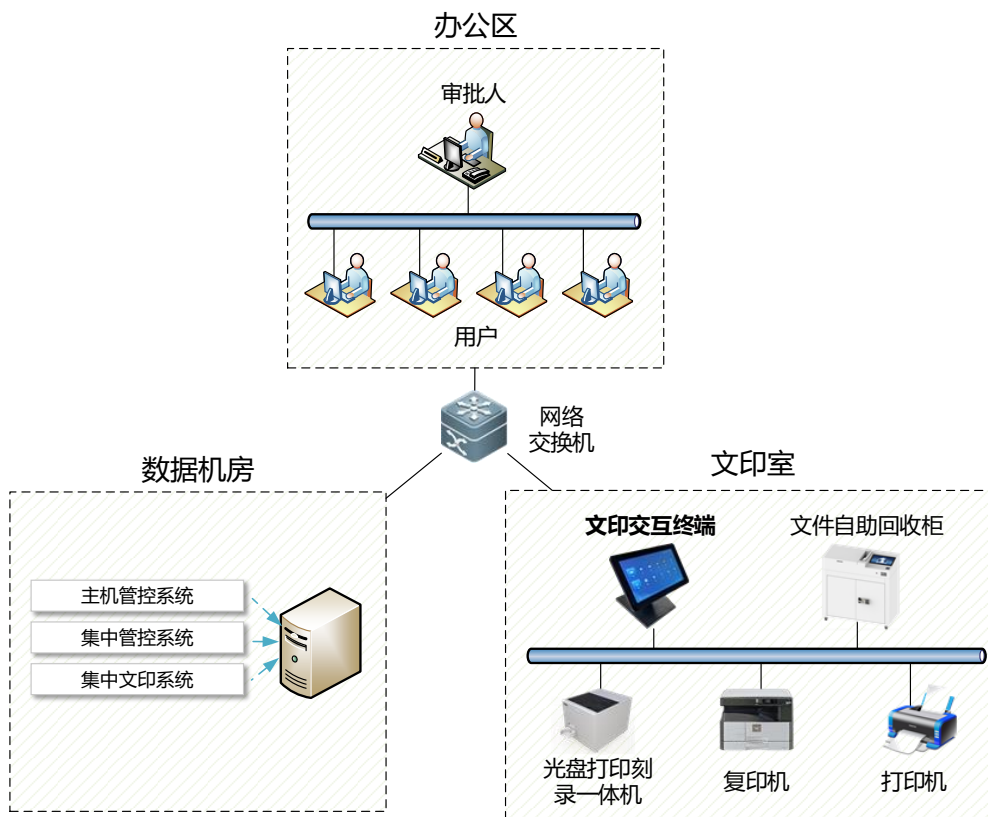 办公区
审批人
用户
网络
交换机
数据机房
主机管控系统
集中管控系统
集中文印系统
文印室
文印交互终端
文件自助回收柜
光盘打印刻
录一体机
复印机
打印机